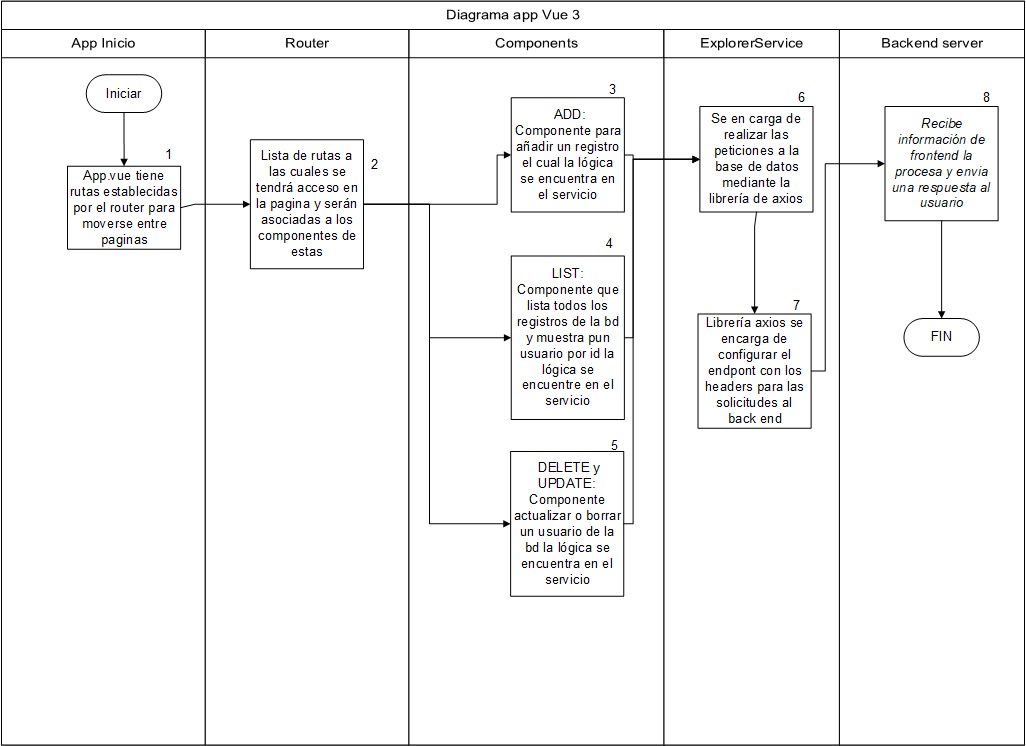 Diagrama app Vue 3
App Inicio
Router
Components
ExplorerService
Backend server
Iniciar
1
App.vue tiene
rutas establecidas
por el router para
moverse entre
paginas
2
Lista de rutas a
las cuales se
tendrá acceso en
la pagina y serán
asociadas a los
componentes de
estas
3
ADD:
Componente para
añadir un registro
el cual la lógica
se encuentra en
el servicio
4
LIST:
Componente que
lista todos los
registros de la bd
y muestra pun
usuario por id la
lógica se
encuentre en el
servicio
5
DELETE y
UPDATE:
Componente
actualizar o borrar
un usuario de la
bd la lógica se
encuentra en el
servicio
6
Se en carga de
realizar las
peticiones a la
base de datos
mediante la
librería de axios
7
Librería axios se
encarga de
configurar el
endpont con los
headers para las
solicitudes al
back end
8
Recibe
información de
frontend la
procesa y envia
una respuesta al
usuario
FIN